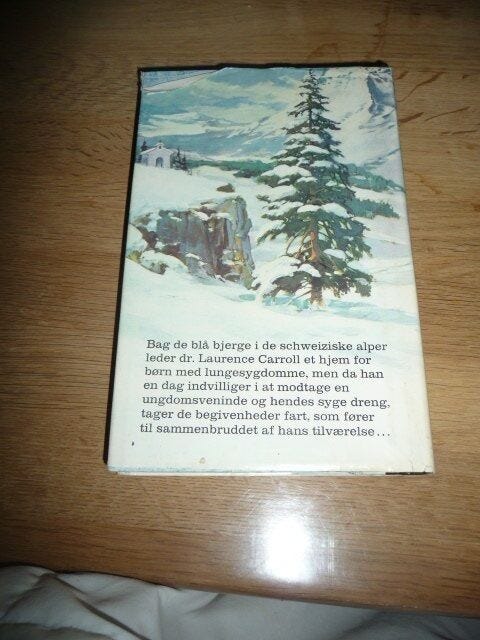 Bag de blå bjerge i de schweiziske alper
leder dr. Laurence Carroll et hjem for
børn med lungesygdomme, men da han
en dag indvilliger i at modtage en
ungdomsveninde og hendes syge dreng,
tager de begivenheder fart, som fører
til sammenbruddet af hans tilværelse...